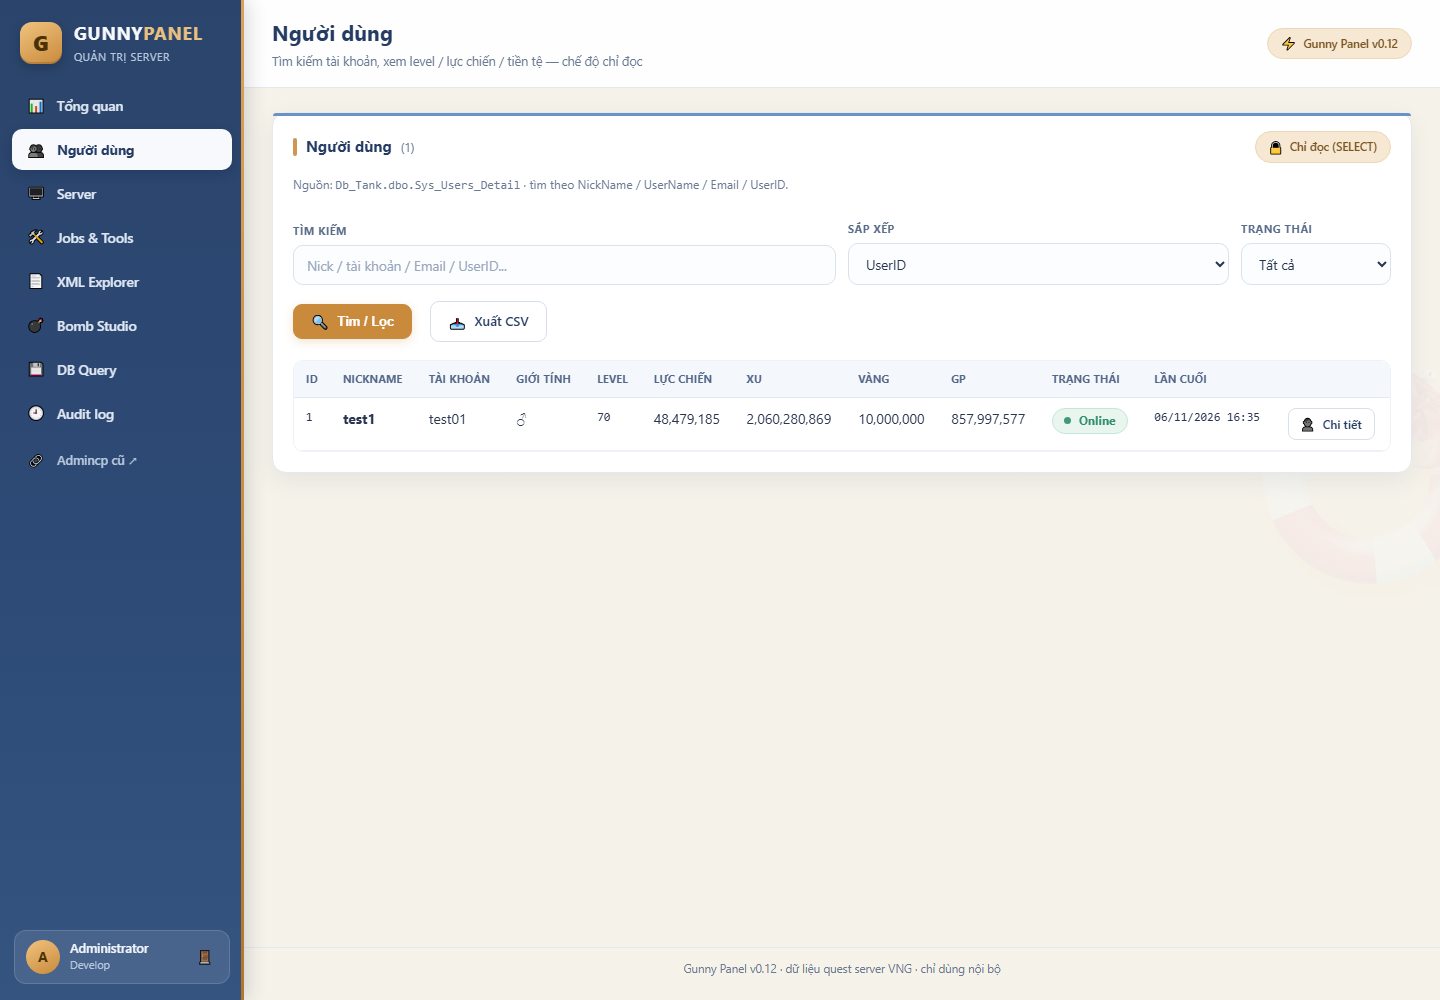 G
GUNNYPANEL
QUẢN TRỊ SERVER
Tổng quan
Người dùng
Server
Jobs & Tools
XML Explorer
Bomb Studio
DB Query
Audit log
Admincp cũ ↗
A
Administrator
Develop
Người dùng
Tìm kiếm tài khoản, xem level / lực chiến / tiền tệ — chế độ chỉ đọc
Gunny Panel v0.12
Người dùng (1)
Chỉ đọc (SELECT)
Nguồn: Db_Tank.dbo.Sys_Users_Detail · tìm theo NickName / UserName / Email / UserID.
TÌM KIẾM
SẮP XẾP
TRẠNG THÁI
Nick / tài khoản / Email / UserID...
UserID
Tất cả
Tìm / Lọc
Xuất CSV
ID NICKNAME TÀI KHOẢN GIỚI TÍNH LEVEL LỰC CHIẾN XU VÀNG GP TRẠNG THÁI LẦN CUỐI
1 test1 test01 ♂ 70 48,479,185 2,060,280,869 10,000,000 857,997,577 Online 06/11/2026 16:35 Chi tiết
Gunny Panel v0.12 · dữ liệu quest server VNG · chỉ dùng nội bộ